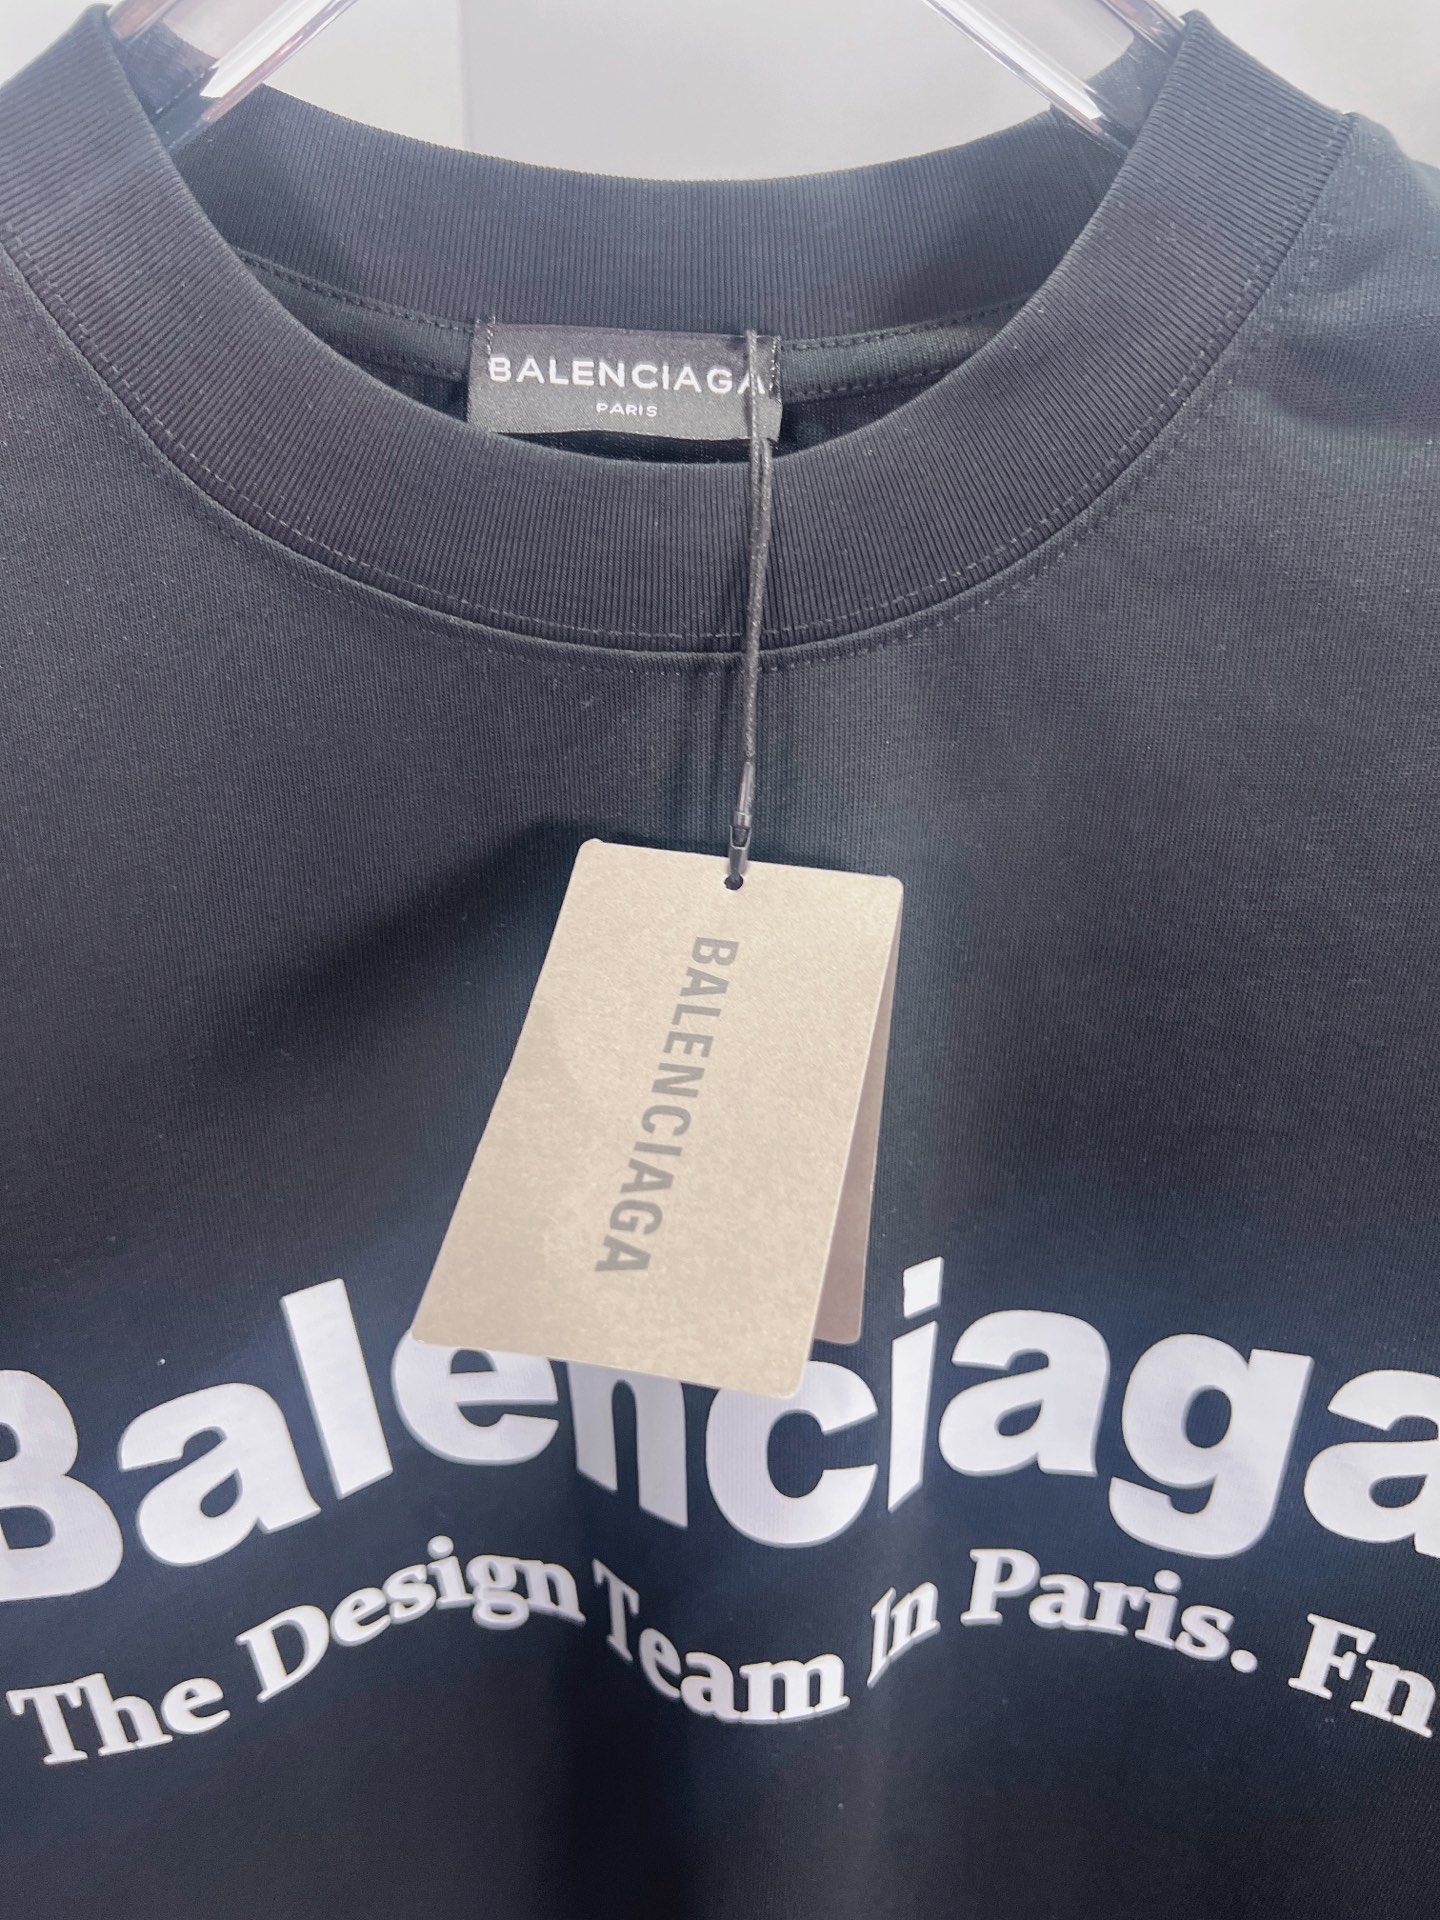 BALENCIAGA
PARIS
BALENCIAGA
Balenciaga
The Design Team In Paris. Fn